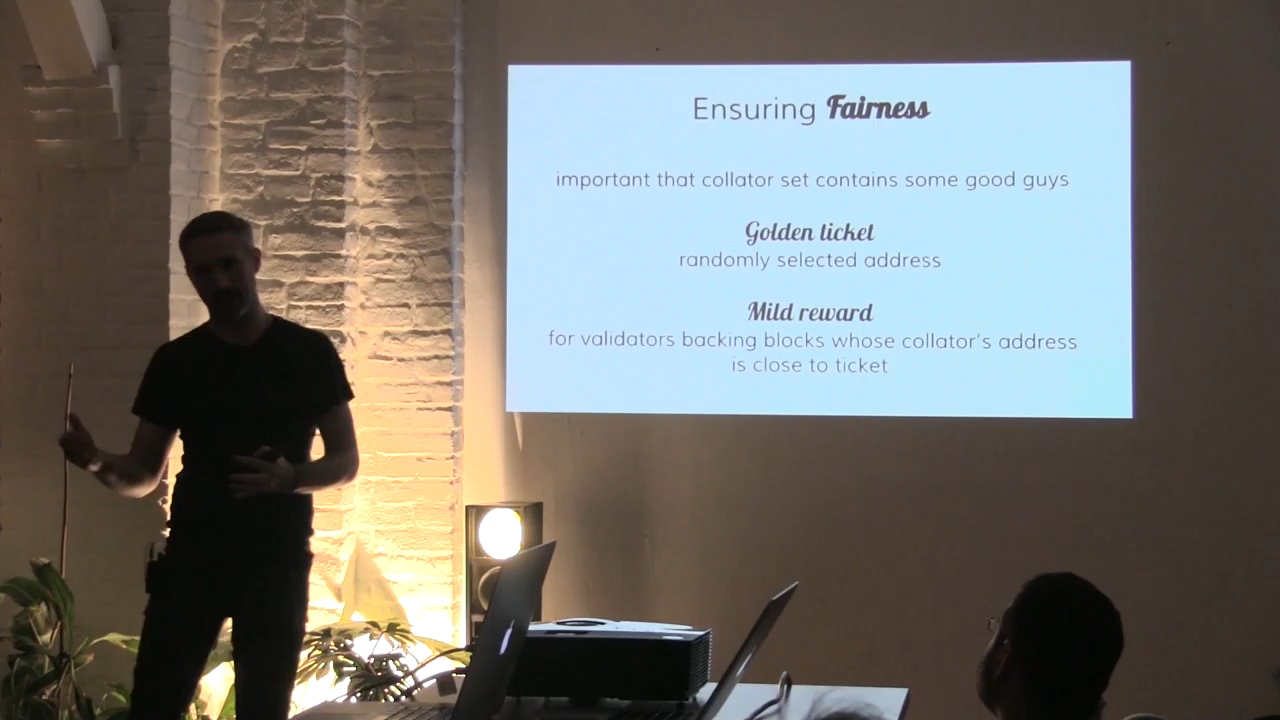 Ensuring Fairness
important that collator set contains some good guys
Golden ticket
randomly selected address
Mild reward
for validators backing blocks whose collator's address
is close to ticket